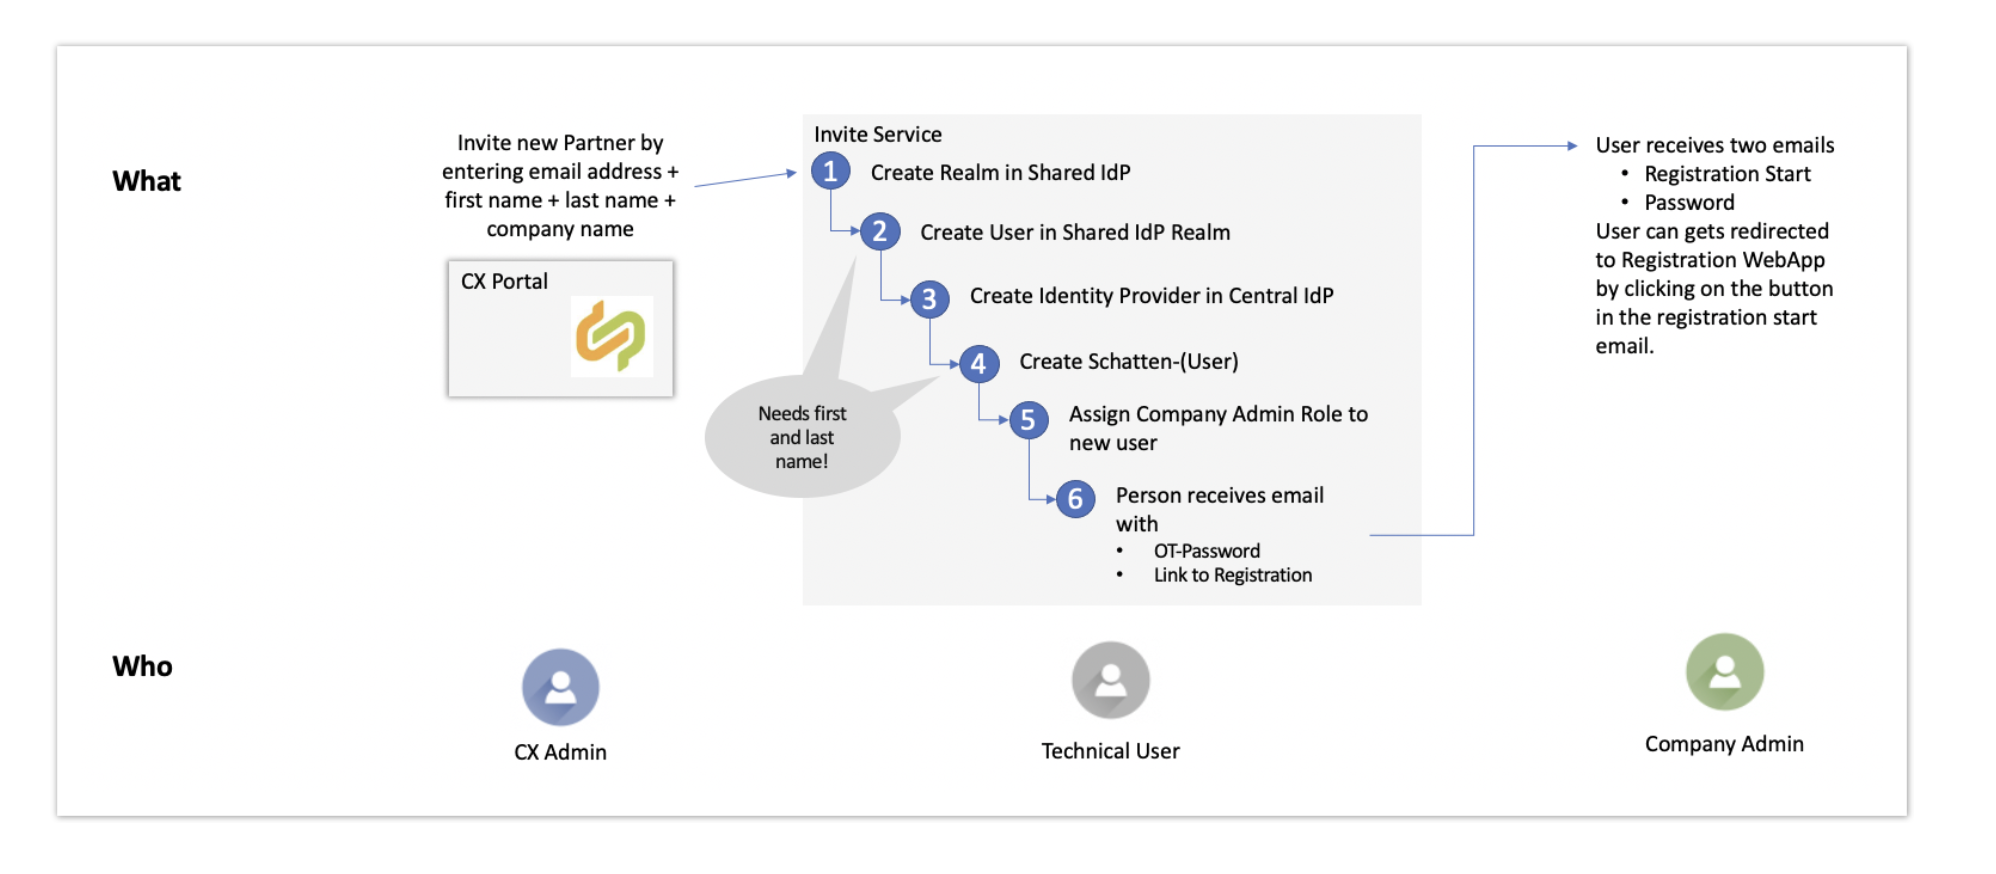 What
Invite new Partner by
entering email address +
first name + last name +
company name
CX Portal
Invite Service
1
Create Realm in Shared IdP
2
Create User in Shared IdP Realm
3
Create Identity Provider in Central IdP
4
Create Schatten-(User)
5
Assign Company Admin Role to
new user
6
Person receives email
with
• OT-Password
• Link to Registration
Needs first
and last
name!
User receives two emails
• Registration Start
• Password
User can gets redirected
to Registration WebApp
by clicking on the button
in the registration start
email.
Who
CX Admin
Technical User
Company Admin